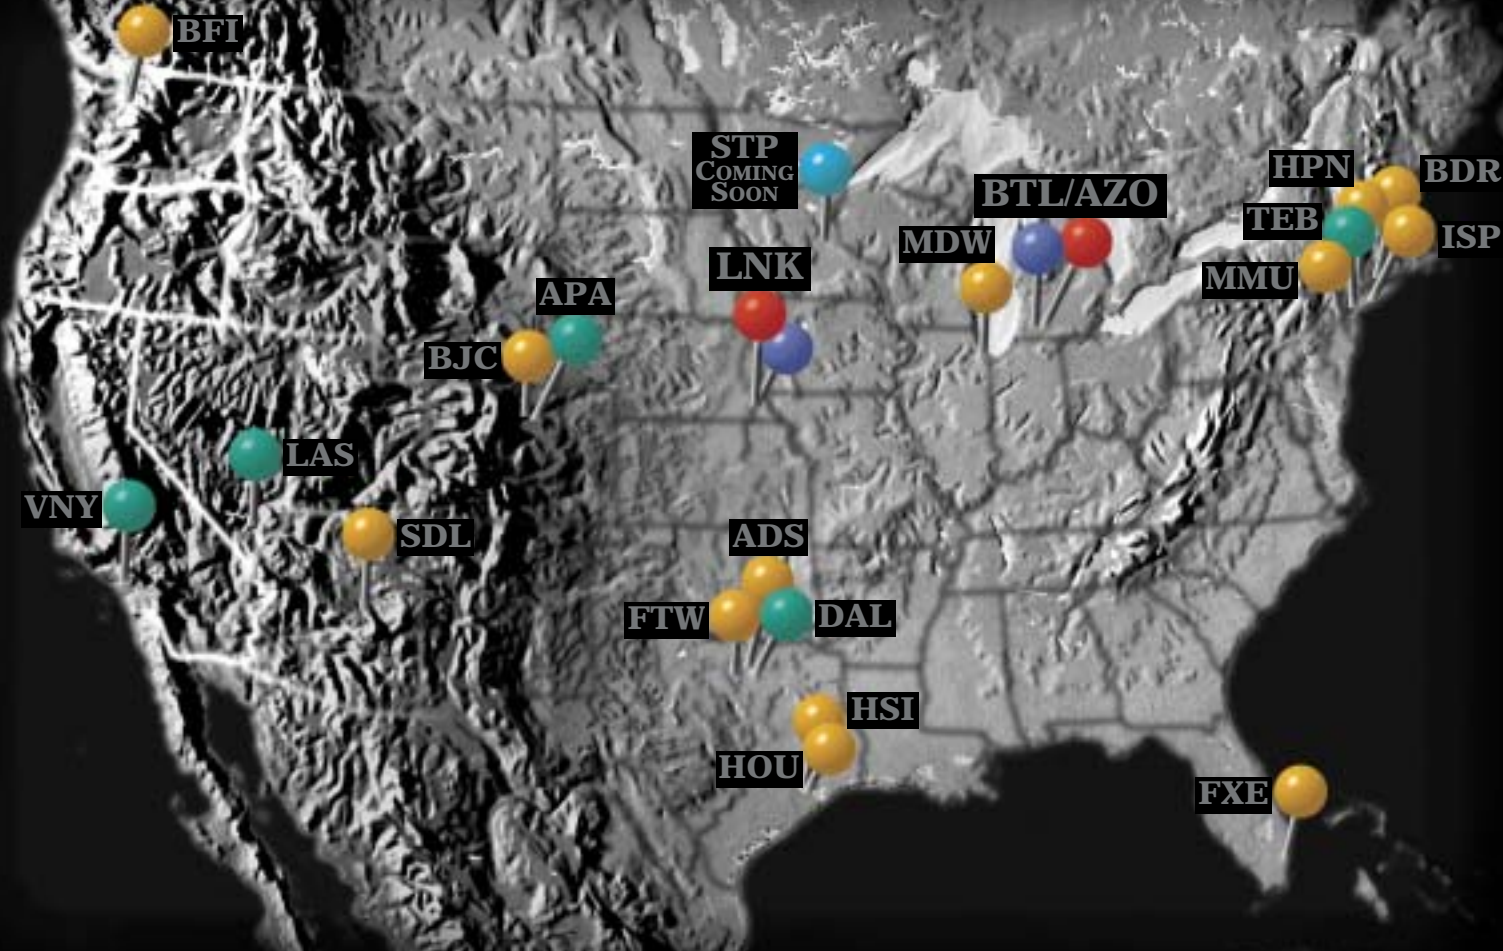 BFI
STP
COMING
SOON
HPN
BDR
BTL/AZO
TEB
ISP
MDW
LNK
MMU
APA
BJC
LAS
VNY
SDL
ADS
FTW
DAL
HSI
HOU
FXE